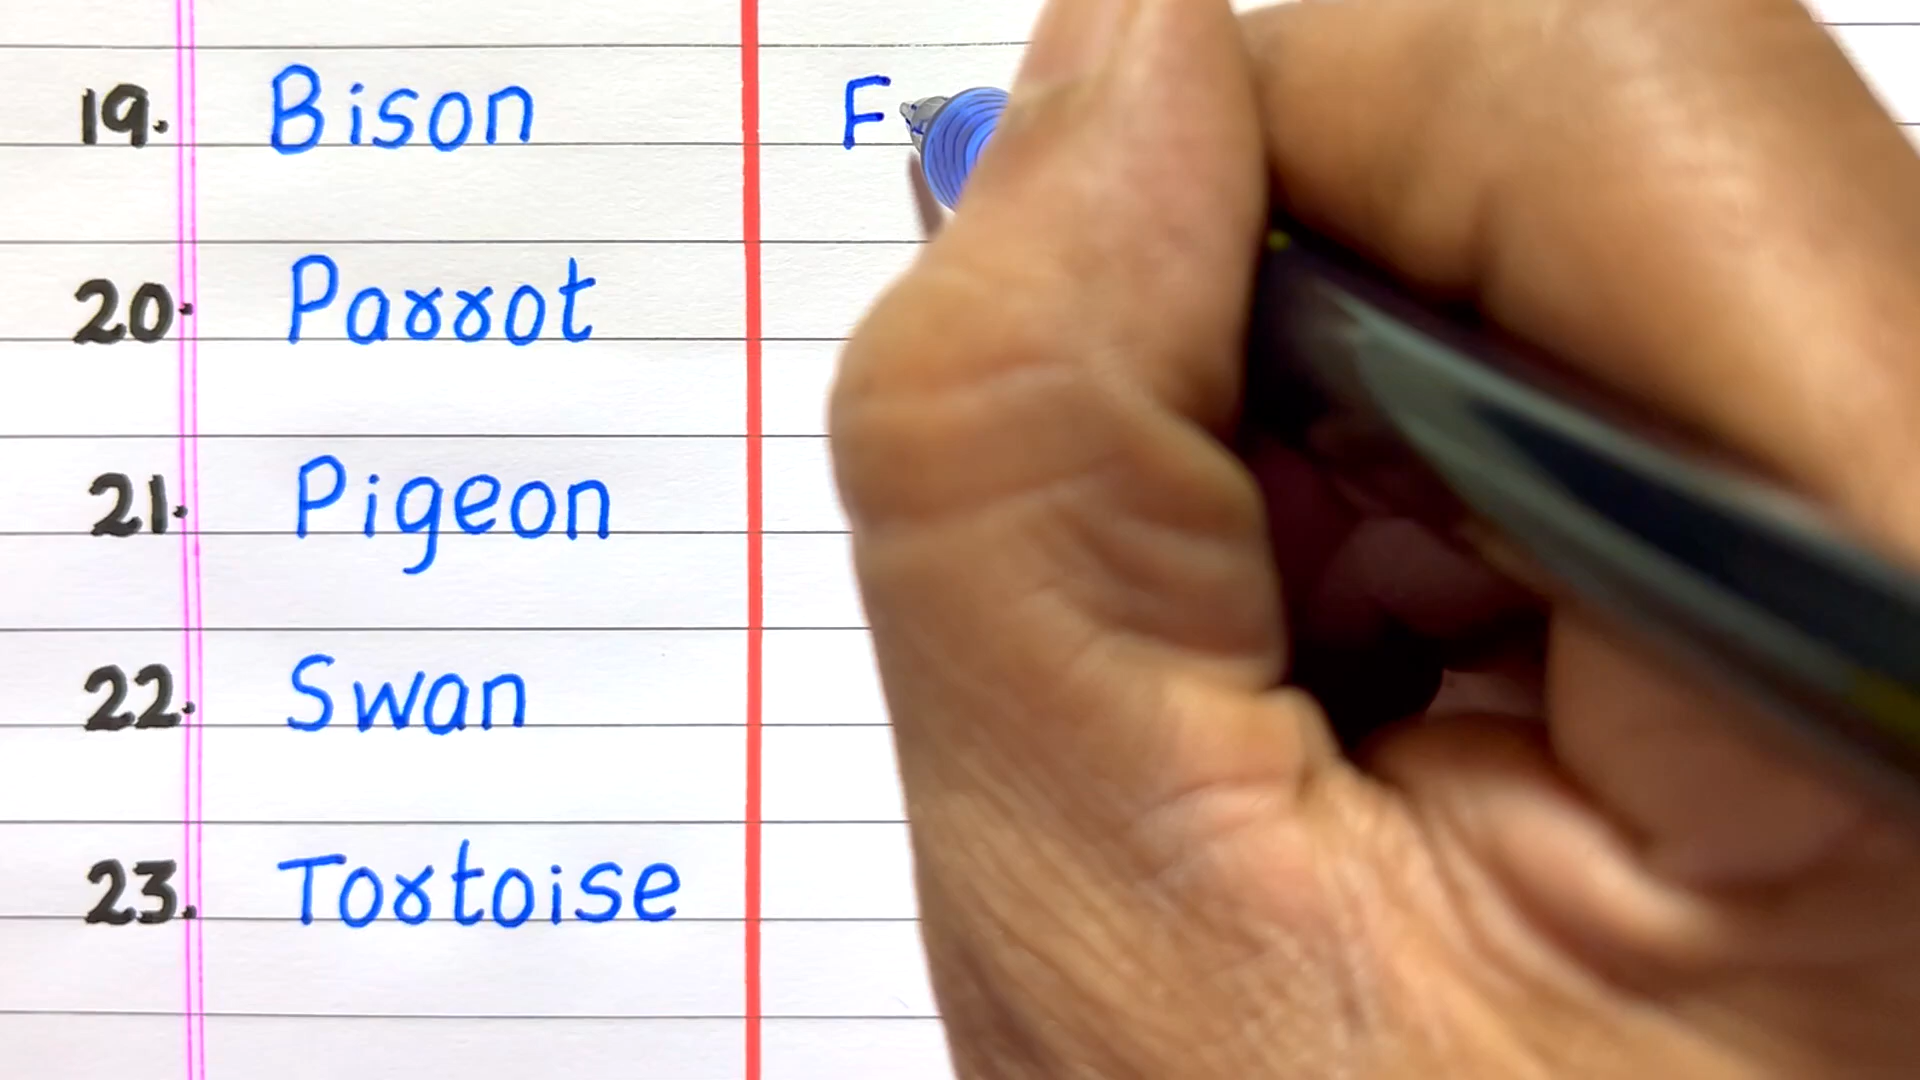 19. Bison F
20. Parrot
21. Pigeon
22. Swan
23. Tortoise